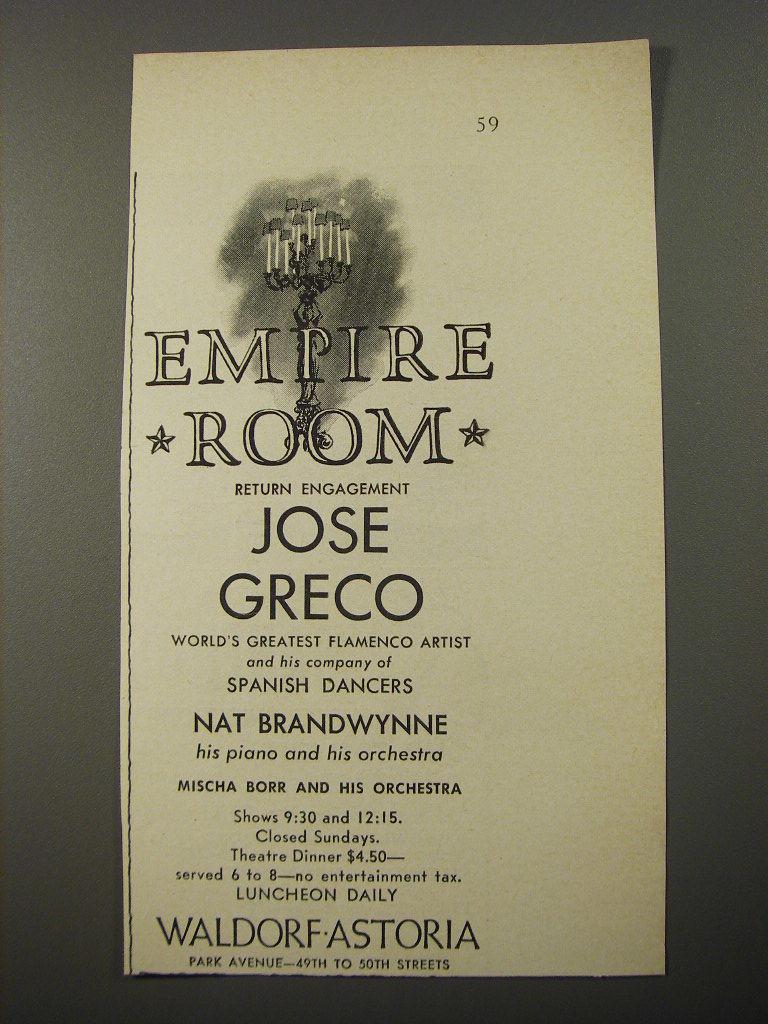 59
EMPIRE
ROOM
RETURN ENGAGEMENT
JOSE
GRECO
WORLD'S GREATEST FLAMENCO ARTIST
and his company of
SPANISH DANCERS
NAT BRANDWYNNE
his piano and his orchestra
MISCHA BORR AND HIS ORCHESTRA
Shows 9:30 and 12:15.
Closed Sundays.
Theatre Dinner $4.50—
served 6 to 8—no entertainment tax.
LUNCHEON DAILY
WALDORF·ASTORIA
PARK AVENUE—49TH TO 50TH STREETS